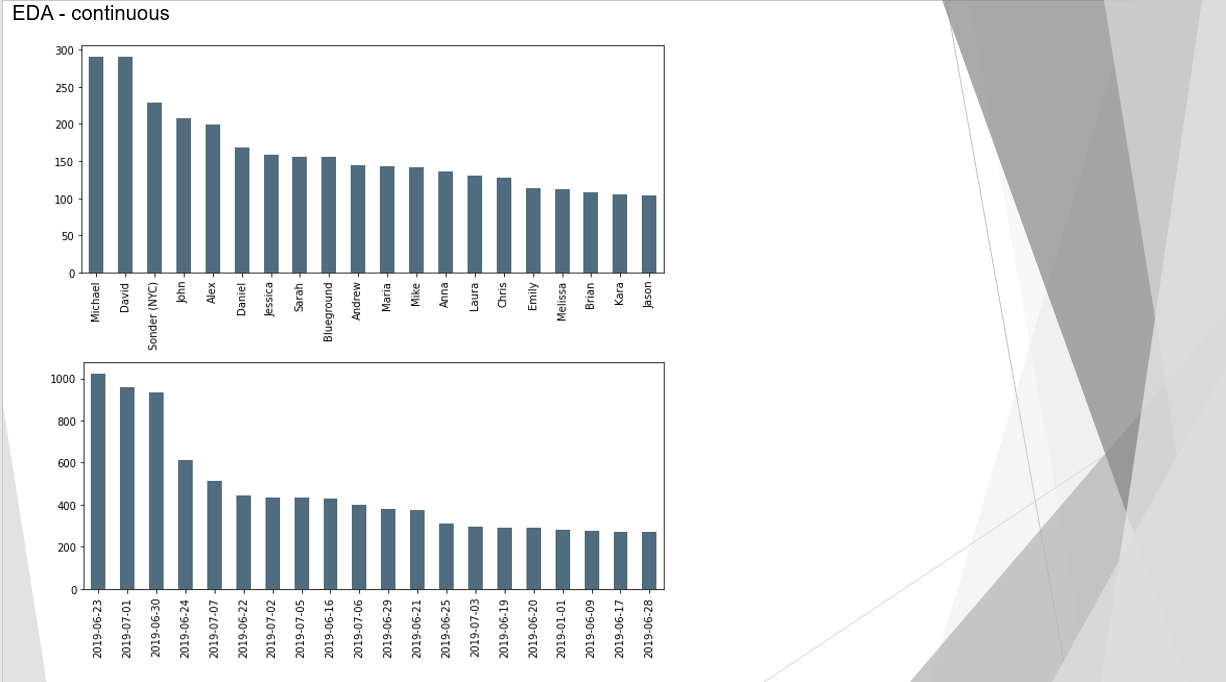 EDA - continuous
300
250
200
150
100
50
0
Michael
David
Sonder (NYC)
John
Alex
Daniel
Jessica
Sarah
Blueground
Andrew
Maria
Mike
Anna
Laura
Chris
Emily
Melissa
Brian
Kara
Jason
1000
800
600
400
200
0
2019-06-23
2019-07-01
2019-06-30
2019-06-24
2019-07-07
2019-06-22
2019-07-02
2019-07-05
2019-06-16
2019-07-06
2019-06-29
2019-06-21
2019-06-25
2019-07-03
2019-06-19
2019-06-20
2019-01-01
2019-06-09
2019-06-17
2019-06-28